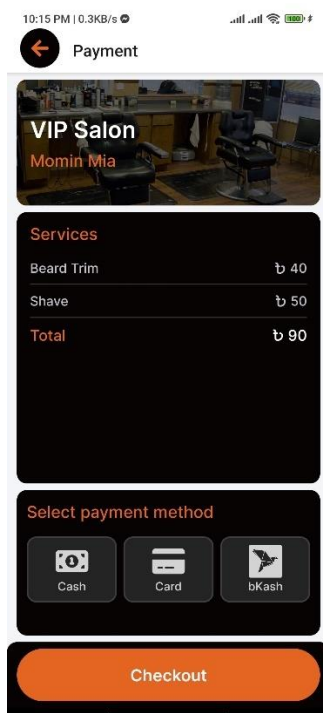 10:15 PM | 0.3KB/s
100
Payment
VIP Salon
Momin Mia
Services
Beard Trim ৳ 40
Shave ৳ 50
Total ৳ 90
Select payment method
Cash Card bKash
Checkout